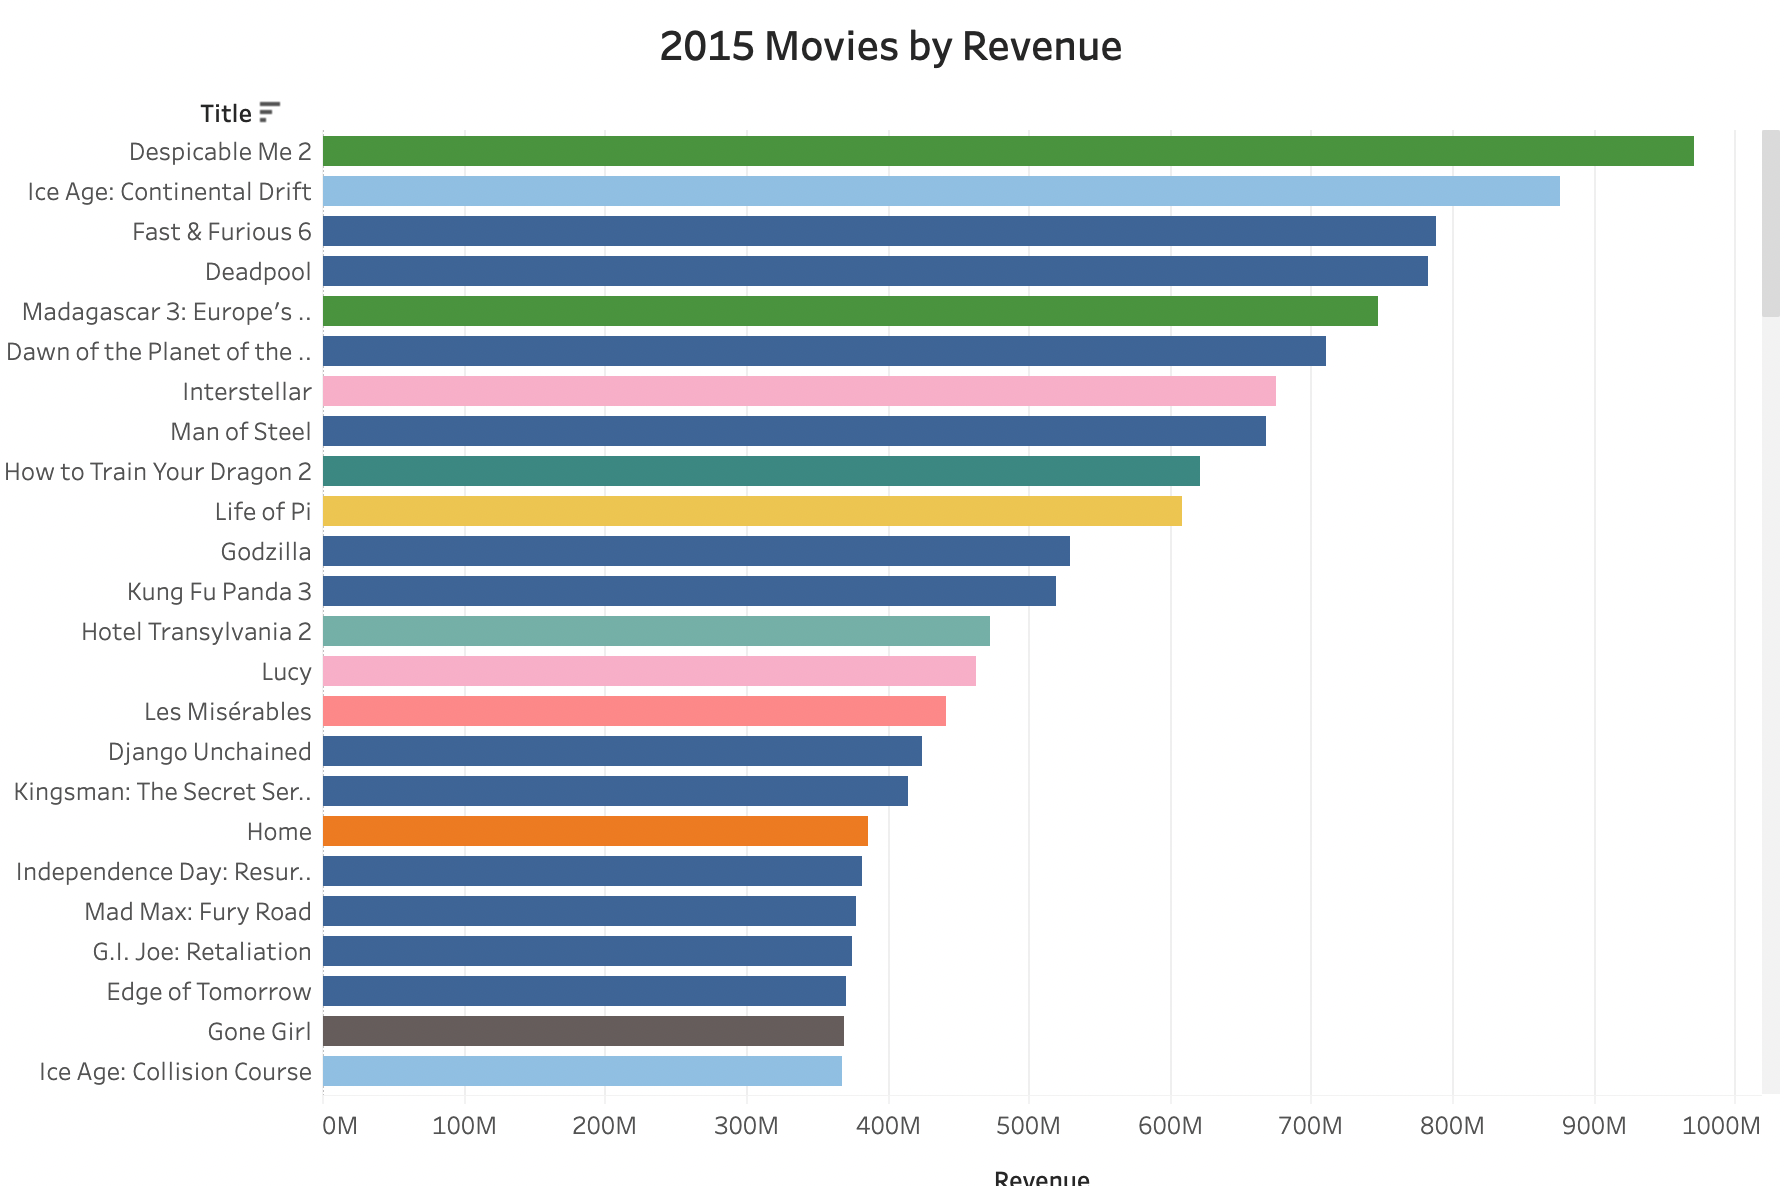 2015 Movies by Revenue
Title
Despicable Me 2
Ice Age: Continental Drift
Fast & Furious 6
Deadpool
Madagascar 3: Europe’s ..
Dawn of the Planet of the ..
Interstellar
Man of Steel
How to Train Your Dragon 2
Life of Pi
Godzilla
Kung Fu Panda 3
Hotel Transylvania 2
Lucy
Les Misérables
Django Unchained
Kingsman: The Secret Ser..
Home
Independence Day: Resur..
Mad Max: Fury Road
G.I. Joe: Retaliation
Edge of Tomorrow
Gone Girl
Ice Age: Collision Course
0M 100M 200M 300M 400M 500M 600M 700M 800M 900M 1000M
Revenue